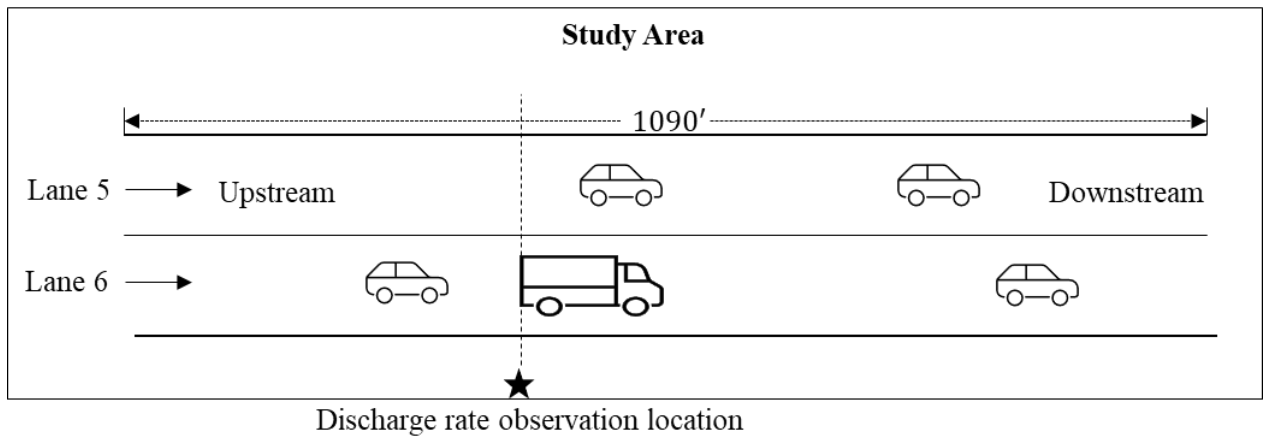 Study Area
1090′
Lane 5
Upstream
Downstream
Lane 6
Discharge rate observation location